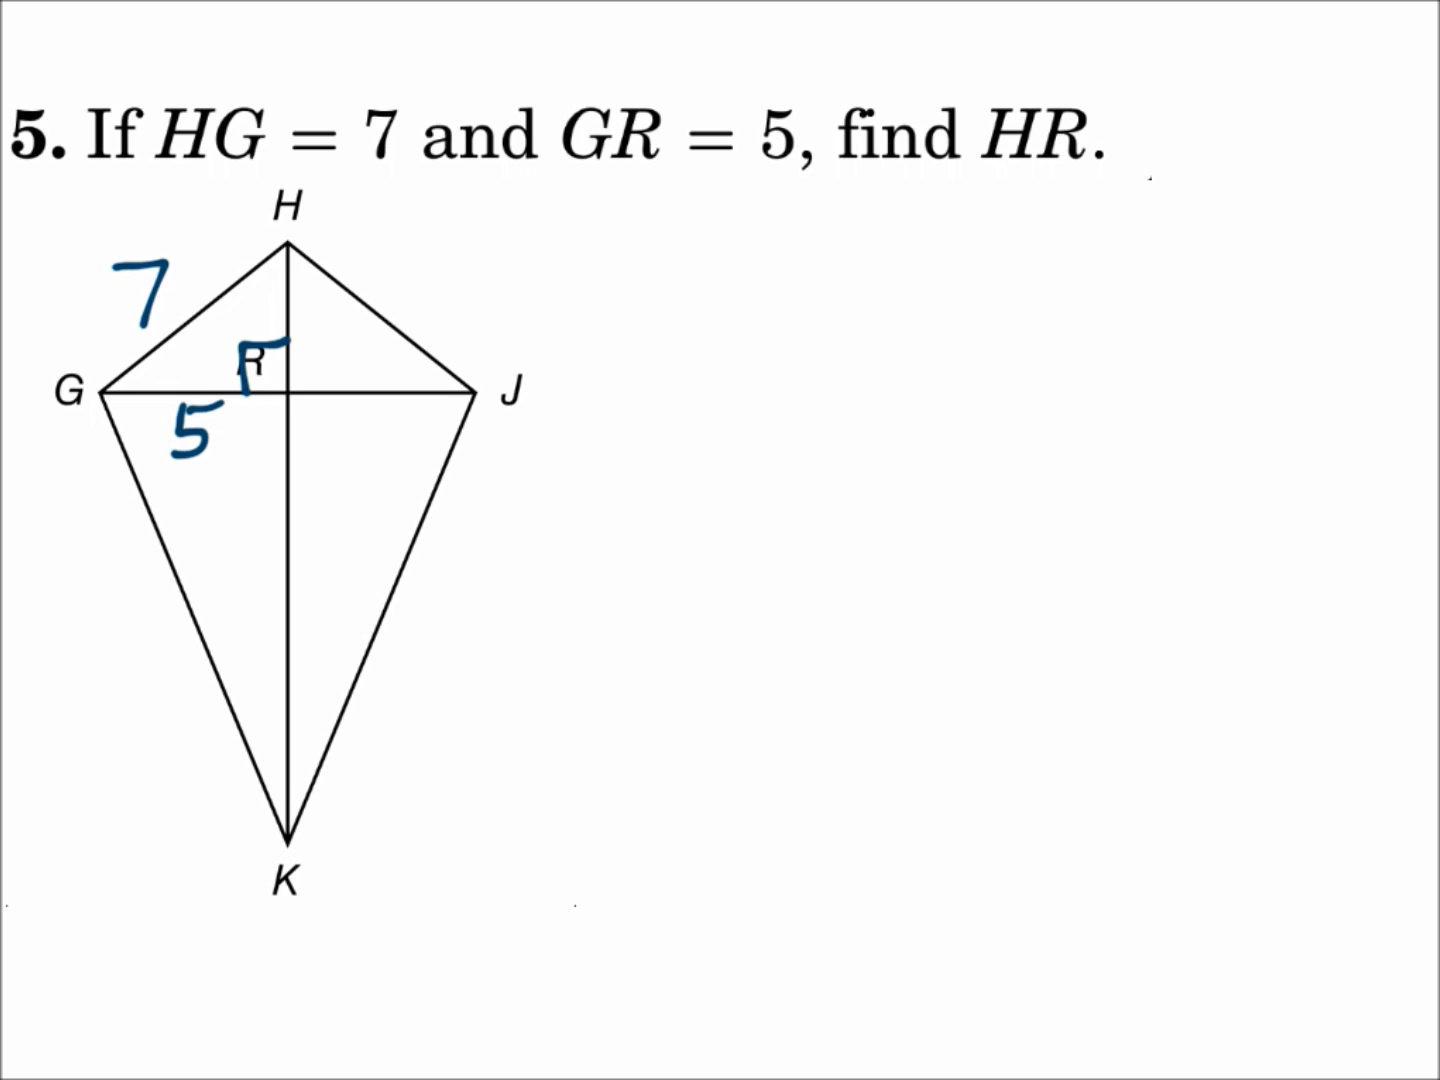 5. If HG = 7 and GR = 5, find HR.
H
7
R
G
J
5
K